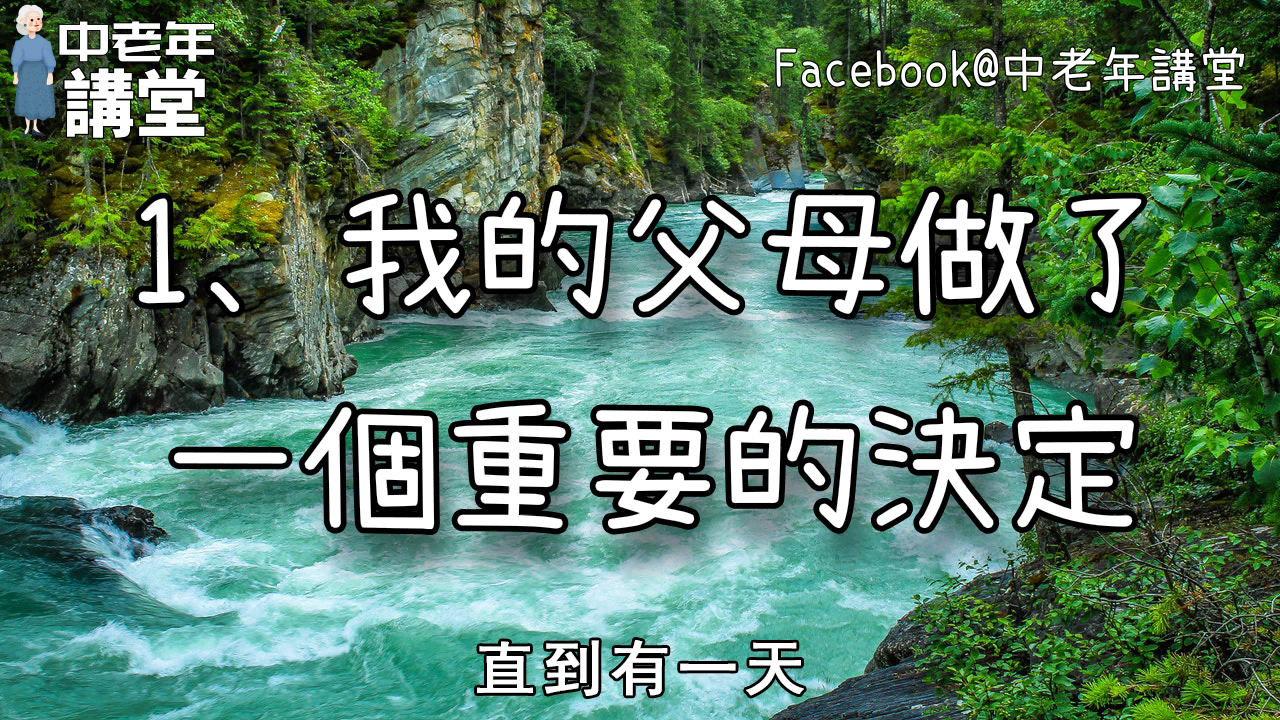 中老年
講堂
Facebook@中老年講堂
1、我的父母做了
一個重要的決定
直到有一天